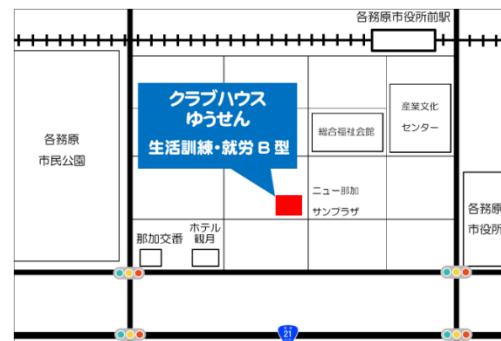 各務原市役所前駅
クラブハウス
ゆうせん
生活訓練・就労B型
産業文化
センター
総合福祉会館
各務原
市民公園
ニュー那加
サンプラザ
各務原
市役所
ホテル
観月
那加交番
21